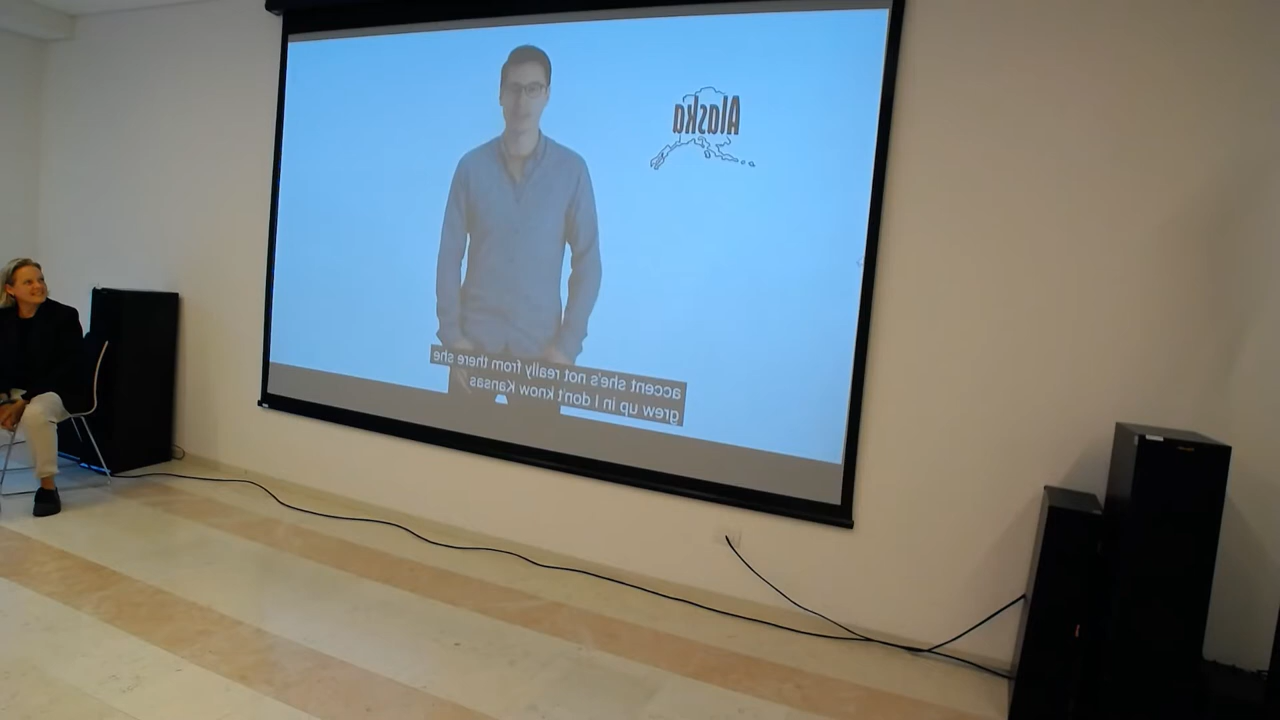 Alaska
accent she's not really from there she
grew up in I don't know Kansas